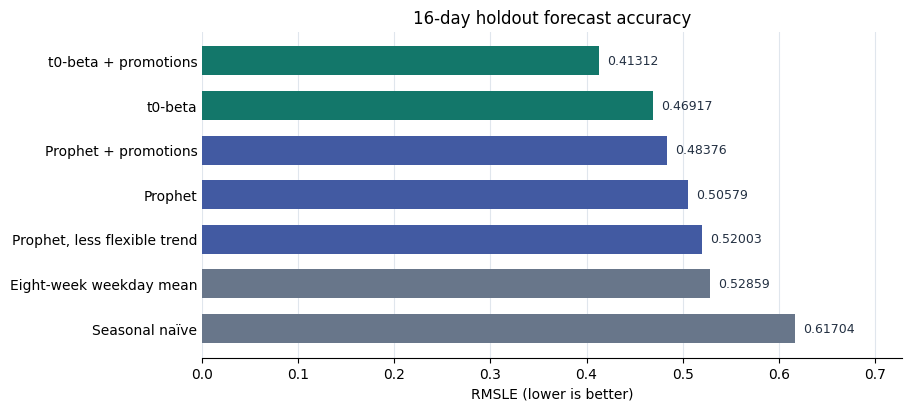 16-day holdout forecast accuracy
t0-beta + promotions 0.41312
t0-beta 0.46917
Prophet + promotions 0.48376
Prophet 0.50579
Prophet, less flexible trend 0.52003
Eight-week weekday mean 0.52859
Seasonal naïve 0.61704
0.0 0.1 0.2 0.3 0.4 0.5 0.6 0.7
RMSLE (lower is better)